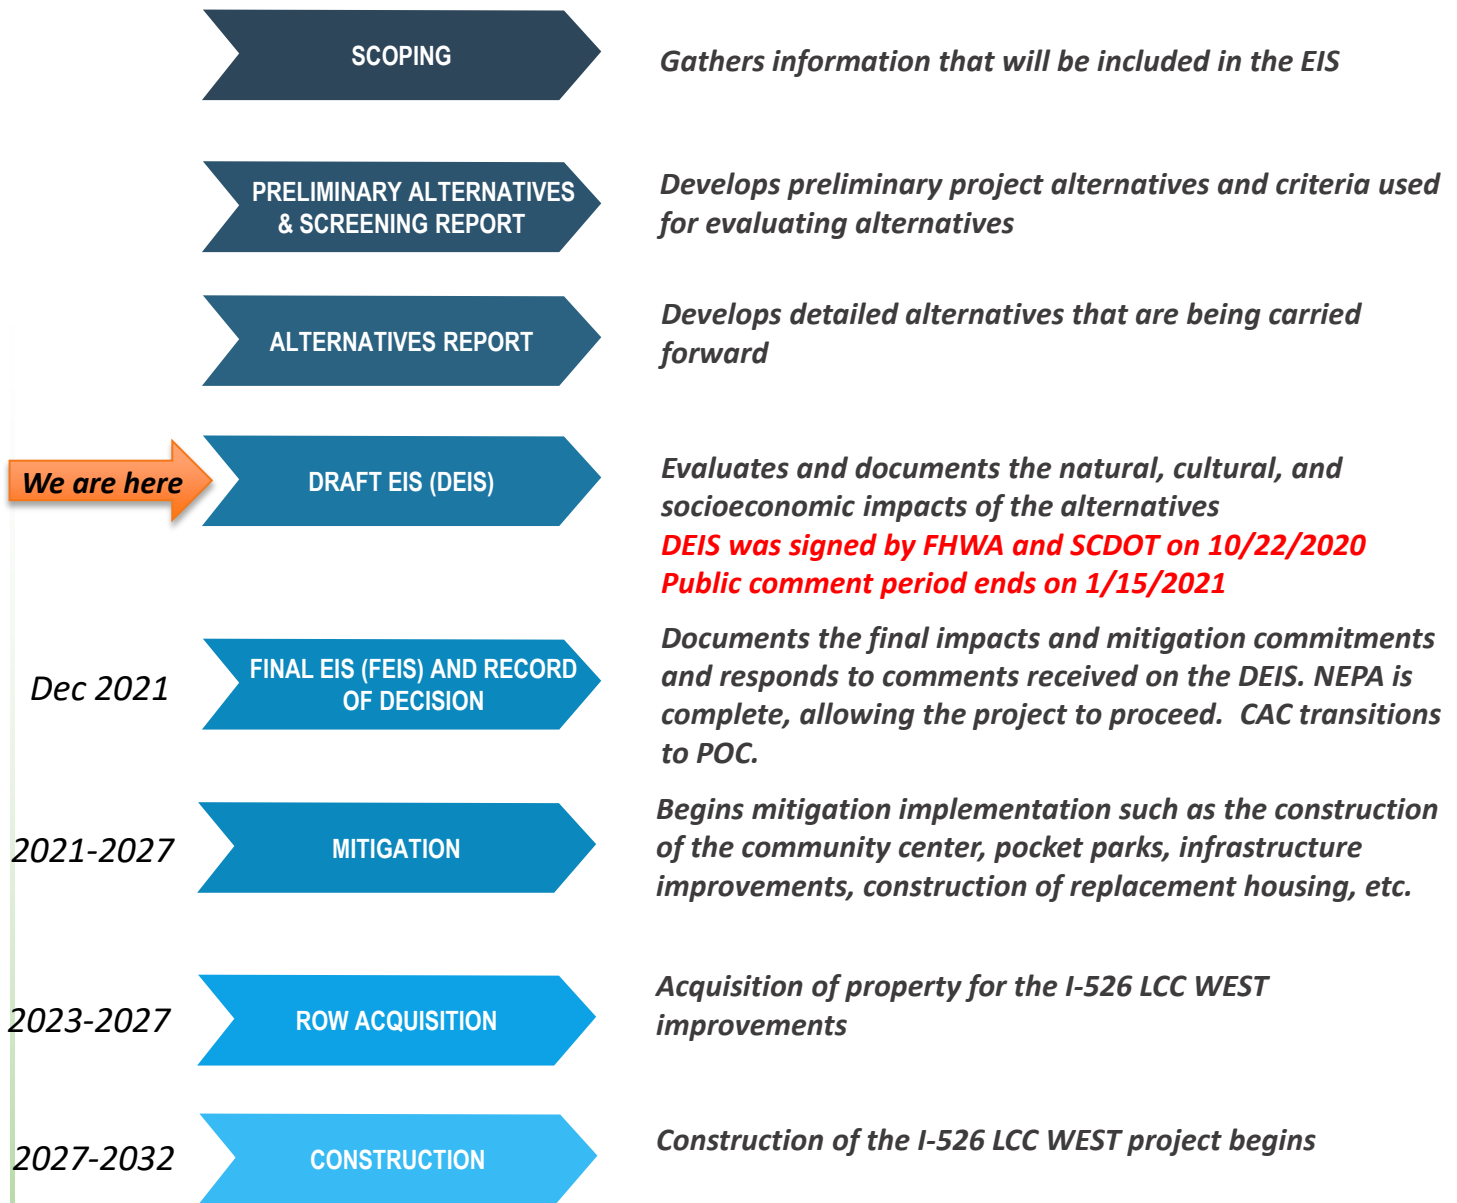 SCOPING
Gathers information that will be included in the EIS
PRELIMINARY ALTERNATIVES
& SCREENING REPORT
Develops preliminary project alternatives and criteria used
for evaluating alternatives
ALTERNATIVES REPORT
Develops detailed alternatives that are being carried
forward
We are here
DRAFT EIS (DEIS)
Evaluates and documents the natural, cultural, and
socioeconomic impacts of the alternatives
DEIS was signed by FHWA and SCDOT on 10/22/2020
Public comment period ends on 1/15/2021
Dec 2021
FINAL EIS (FEIS) AND RECORD
OF DECISION
Documents the final impacts and mitigation commitments
and responds to comments received on the DEIS. NEPA is
complete, allowing the project to proceed.  CAC transitions
to POC.
2021-2027
MITIGATION
Begins mitigation implementation such as the construction
of the community center, pocket parks, infrastructure
improvements, construction of replacement housing, etc.
2023-2027
ROW ACQUISITION
Acquisition of property for the I-526 LCC WEST
improvements
2027-2032
CONSTRUCTION
Construction of the I-526 LCC WEST project begins